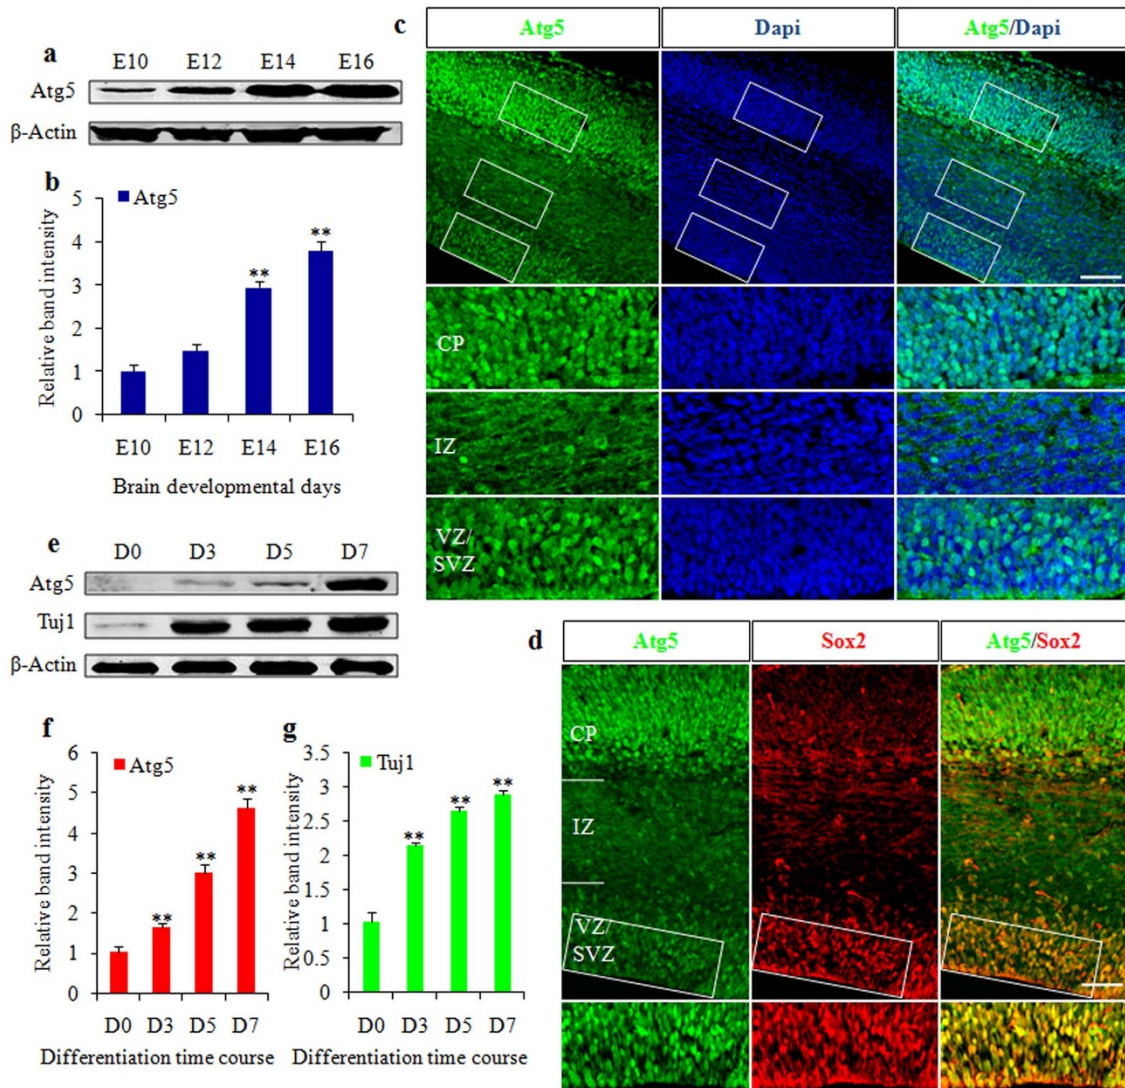 a
E10 E12 E14 E16
Atg5
β-Actin
b
Atg5
Relative band intensity
5
4
3
2
1
0
** **
E10 E12 E14 E16
Brain developmental days
c
Atg5 Dapi Atg5/Dapi
CP
IZ
VZ/
SVZ
e
D0 D3 D5 D7
Atg5
Tuj1
β-Actin
f
Atg5
Relative band intensity
6
5
4
3
2
1
0
** ** **
D0 D3 D5 D7
Differentiation time course
g
Tuj1
Relative band intensity
3.5
3
2.5
2
1.5
1
0.5
0
** ** **
D0 D3 D5 D7
Differentiation time course
d
Atg5 Sox2 Atg5/Sox2
CP
IZ
VZ/
SVZ